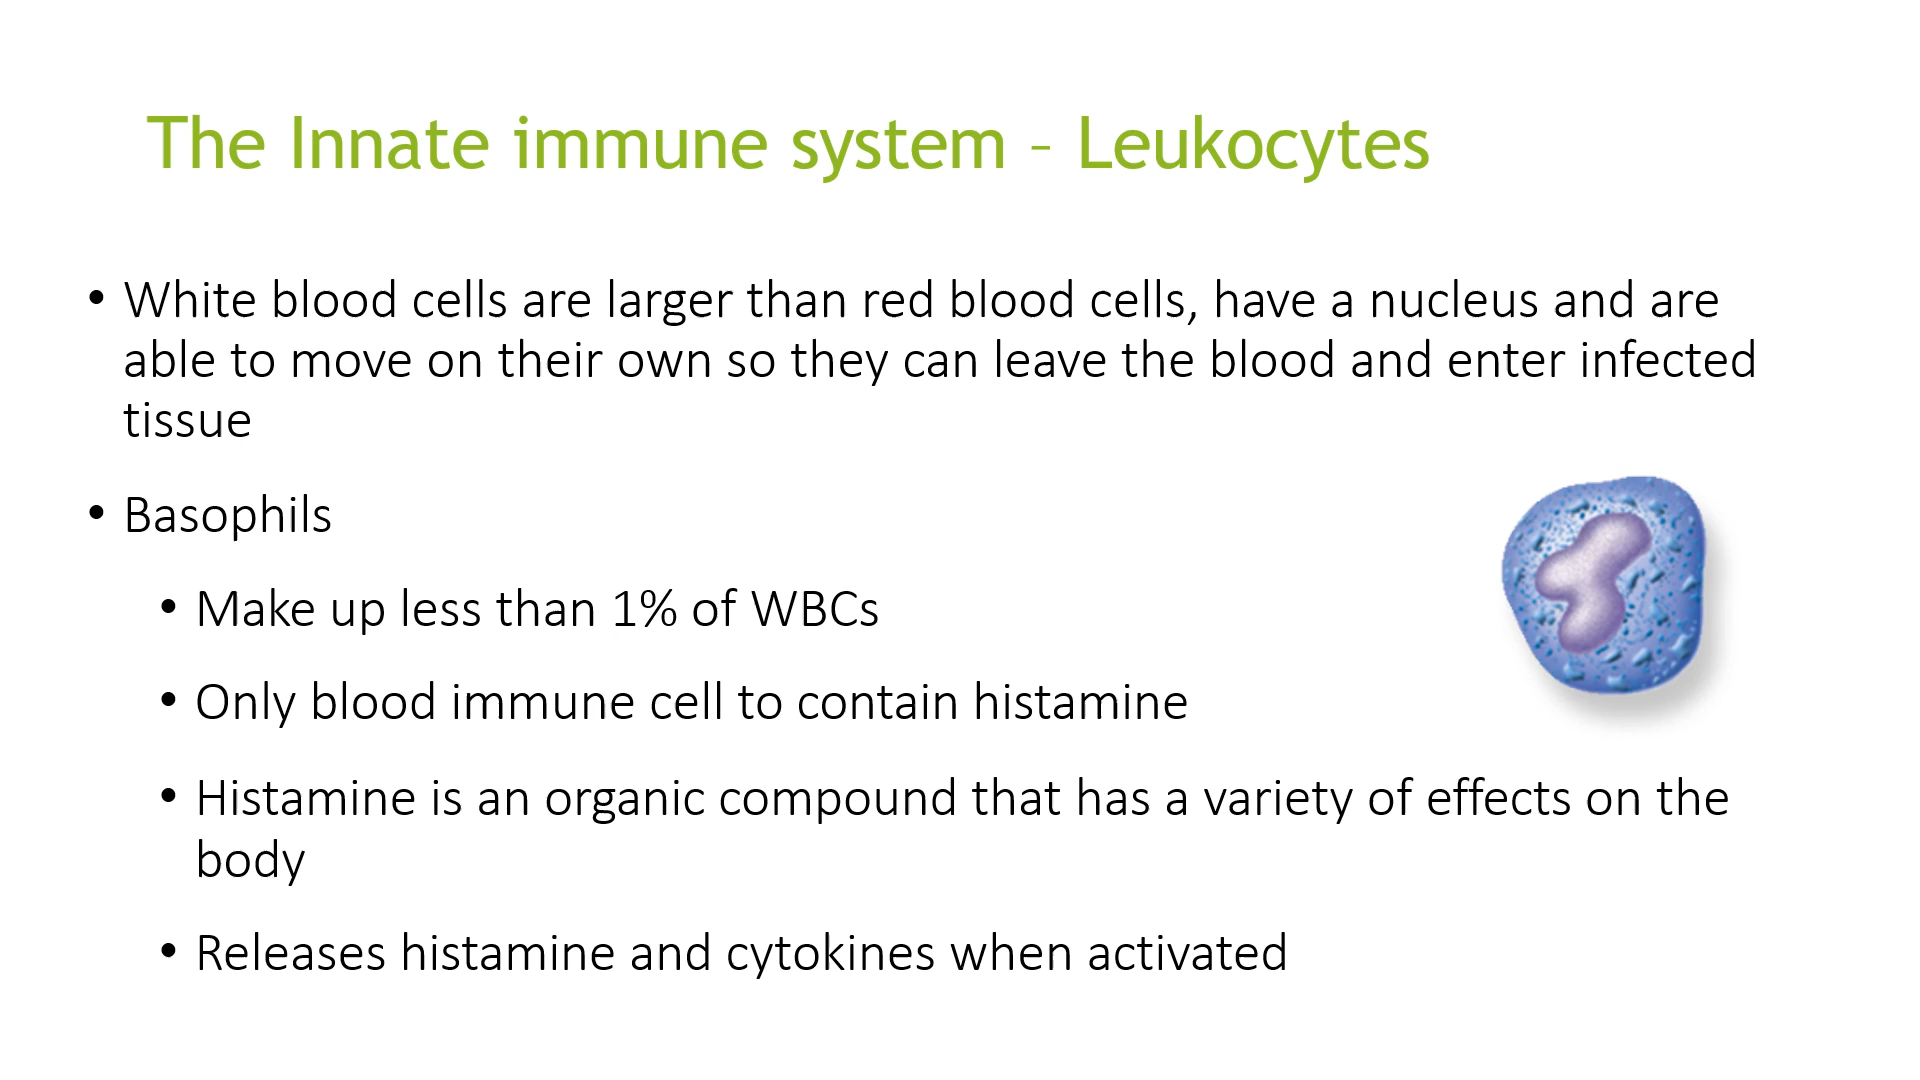 The Innate immune system – Leukocytes
• White blood cells are larger than red blood cells, have a nucleus and are
able to move on their own so they can leave the blood and enter infected
tissue
• Basophils
• Make up less than 1% of WBCs
• Only blood immune cell to contain histamine
• Histamine is an organic compound that has a variety of effects on the
body
• Releases histamine and cytokines when activated